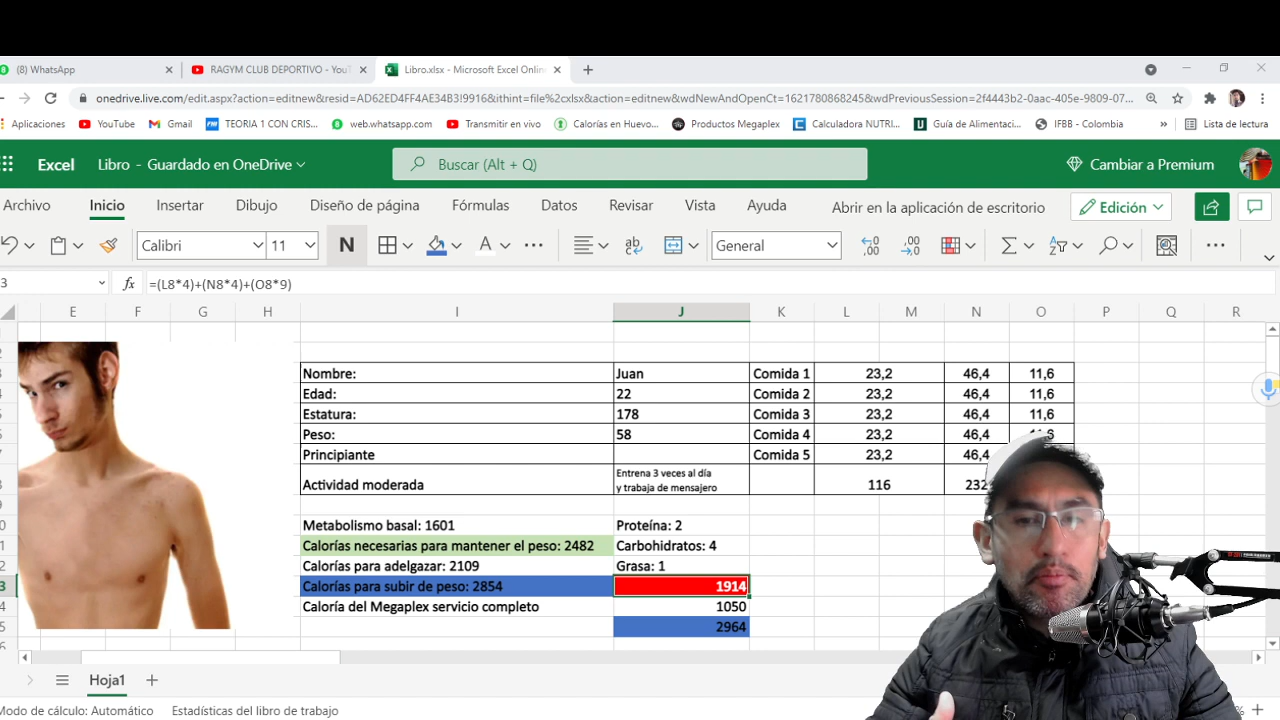 (8) WhatsApp
RAGYM CLUB DEPORTIVO - YouT
Libro.xlsx - Microsoft Excel Online
onedrive.live.com/edit.aspx?action=editnew&resid=AD62ED4FF4AE34B3!9916&ithint=file%2cxlsx&action=editnew&wdNewAndOpenCt=1621780868245&wdPreviousSession=2f4443b2-0aac-405e-9809-07...
Aplicaciones
YouTube
Gmail
TEORIA 1 CON CRIS...
web.whatsapp.com
Transmitir en vivo
Calorías en Huevo...
Productos Megaplex
Calculadora NUTRI...
Guía de Alimentaci...
IFBB - Colombia
»
Lista de lectura
Excel
Libro - Guardado en OneDrive
Buscar (Alt + Q)
Cambiar a Premium
Archivo
Inicio
Insertar
Dibujo
Diseño de página
Fórmulas
Datos
Revisar
Vista
Ayuda
Abrir en la aplicación de escritorio
Edición
Calibri
11
N
A
ab
General
3
fx
=(L8*4)+(N8*4)+(O8*9)
E F G H I J K L M N O P Q R
Nombre: Juan Comida 1 23,2 46,4 11,6
Edad: 22 Comida 2 23,2 46,4 11,6
Estatura: 178 Comida 3 23,2 46,4 11,6
Peso: 58 Comida 4 23,2 46,4
Principiante Comida 5 23,2 46,4
Entrena 3 veces al día
Actividad moderada 116
y trabaja de mensajero
Metabolismo basal: 1601 Proteína: 2
Calorías necesarias para mantener el peso: 2482 Carbohidratos: 4
Calorías para adelgazar: 2109 Grasa: 1
Calorías para subir de peso: 2854 1914
Caloría del Megaplex servicio completo 1050
2964
Hoja1
Modo de cálculo: Automático
Estadísticas del libro de trabajo